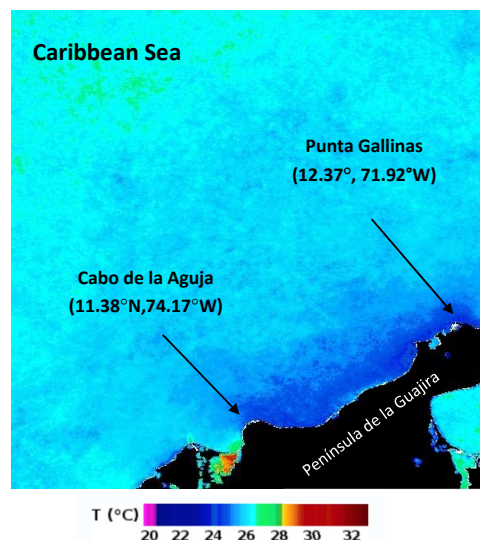 Caribbean Sea
Punta Gallinas
(12.37°, 71.92°W)
Cabo de la Aguja
(11.38°N,74.17°W)
Península de la Guajira
T (°C)
20 22 24 26 28 30 32